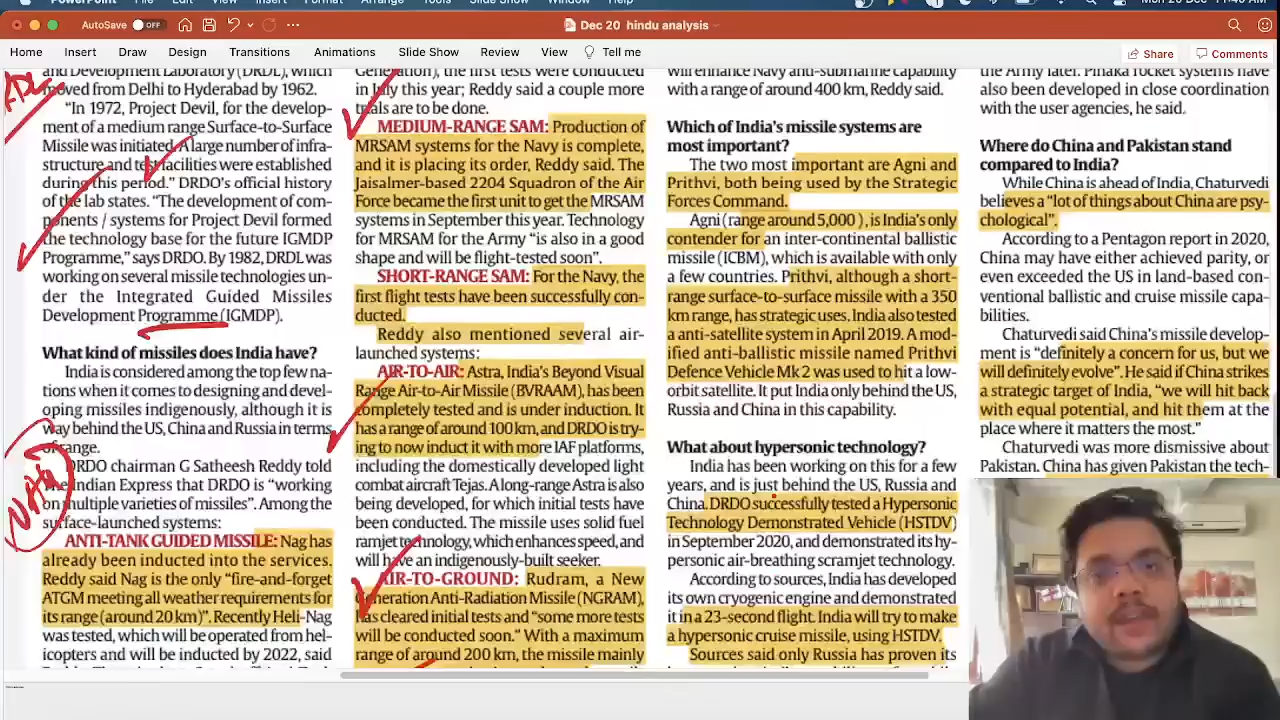 PowerPoint File Edit View Insert Format Arrange Tools Slide Show Window Help
AutoSave OFF
Dec 20 hindu analysis
Home Insert Draw Design Transitions Animations Slide Show Review View Tell me
Share Comments
and Development Laboratory (DRDL), which
moved from Delhi to Hyderabad by 1962.
"In 1972, Project Devil, for the develop-
ment of a medium range Surface-to-Surface
Missile was initiated. A large number of infra-
structure and test facilities were established
during this period." DRDO's official history
of the lab states. "The development of com-
ponents / systems for Project Devil formed
the technology base for the future IGMDP
Programme," says DRDO. By 1982, DRDL was
working on several missile technologies un-
der the Integrated Guided Missiles
Development Programme (IGMDP).
What kind of missiles does India have?
India is considered among the top few na-
tions when it comes to designing and devel-
oping missiles indigenously, although it is
way behind the US, China and Russia in terms
of range.
DRDO chairman G Satheesh Reddy told
The Indian Express that DRDO is "working
on multiple varieties of missiles". Among the
surface-launched systems:
ANTI-TANK GUIDED MISSILE: Nag has
already been inducted into the services.
Reddy said Nag is the only "fire-and-forget
ATGM meeting all weather requirements for
its range (around 20 km)". Recently Heli-Nag
was tested, which will be operated from hel-
icopters and will be inducted by 2022, said
NAG
Generation), the first tests were conducted
in July this year; Reddy said a couple more
trials are to be done.
MEDIUM-RANGE SAM: Production of
MRSAM systems for the Navy is complete,
and it is placing its order, Reddy said. The
Jaisalmer-based 2204 Squadron of the Air
Force became the first unit to get the MRSAM
systems in September this year. Technology
for MRSAM for the Army "is also in a good
shape and will be flight-tested soon".
SHORT-RANGE SAM: For the Navy, the
first flight tests have been successfully con-
ducted.
Reddy also mentioned several air-
launched systems:
AIR-TO-AIR: Astra, India's Beyond Visual
Range Air-to-Air Missile (BVRAAM), has been
completely tested and is under induction. It
has a range of around 100 km, and DRDO is try-
ing to now induct it with more IAF platforms,
including the domestically developed light
combat aircraft Tejas. A long-range Astra is also
being developed, for which initial tests have
been conducted. The missile uses solid fuel
ramjet technology, which enhances speed, and
will have an indigenously-built seeker.
AIR-TO-GROUND: Rudram, a New
Generation Anti-Radiation Missile (NGRAM),
has cleared initial tests and "some more tests
will be conducted soon." With a maximum
range of around 200 km, the missile mainly
will enhance Navy anti-submarine capability
with a range of around 400 km, Reddy said.
Which of India's missile systems are
most important?
The two most important are Agni and
Prithvi, both being used by the Strategic
Forces Command.
Agni (range around 5,000), is India's only
contender for an inter-continental ballistic
missile (ICBM), which is available with only
a few countries. Prithvi, although a short-
range surface-to-surface missile with a 350
km range, has strategic uses. India also tested
a anti-satellite system in April 2019. A mod-
ified anti-ballistic missile named Prithvi
Defence Vehicle Mk 2 was used to hit a low-
orbit satellite. It put India only behind the US,
Russia and China in this capability.
What about hypersonic technology?
India has been working on this for a few
years, and is just behind the US, Russia and
China. DRDO successfully tested a Hypersonic
Technology Demonstrated Vehicle (HSTDV)
in September 2020, and demonstrated its hy-
personic air-breathing scramjet technology.
According to sources, India has developed
its own cryogenic engine and demonstrated
it in a 23-second flight. India will try to make
a hypersonic cruise missile, using HSTDV.
Sources said only Russia has proven its
the Army later. Pinaka rocket systems have
also been developed in close coordination
with the user agencies, he said.
Where do China and Pakistan stand
compared to India?
While China is ahead of India, Chaturvedi
believes a "lot of things about China are psy-
chological".
According to a Pentagon report in 2020,
China may have either achieved parity, or
even exceeded the US in land-based con-
ventional ballistic and cruise missile capa-
bilities.
Chaturvedi said China's missile develop-
ment is "definitely a concern for us, but we
will definitely evolve". He said if China strikes
a strategic target of India, "we will hit back
with equal potential, and hit them at the
place where it matters the most."
Chaturvedi was more dismissive about
Pakistan. China has given Pakistan the tech-